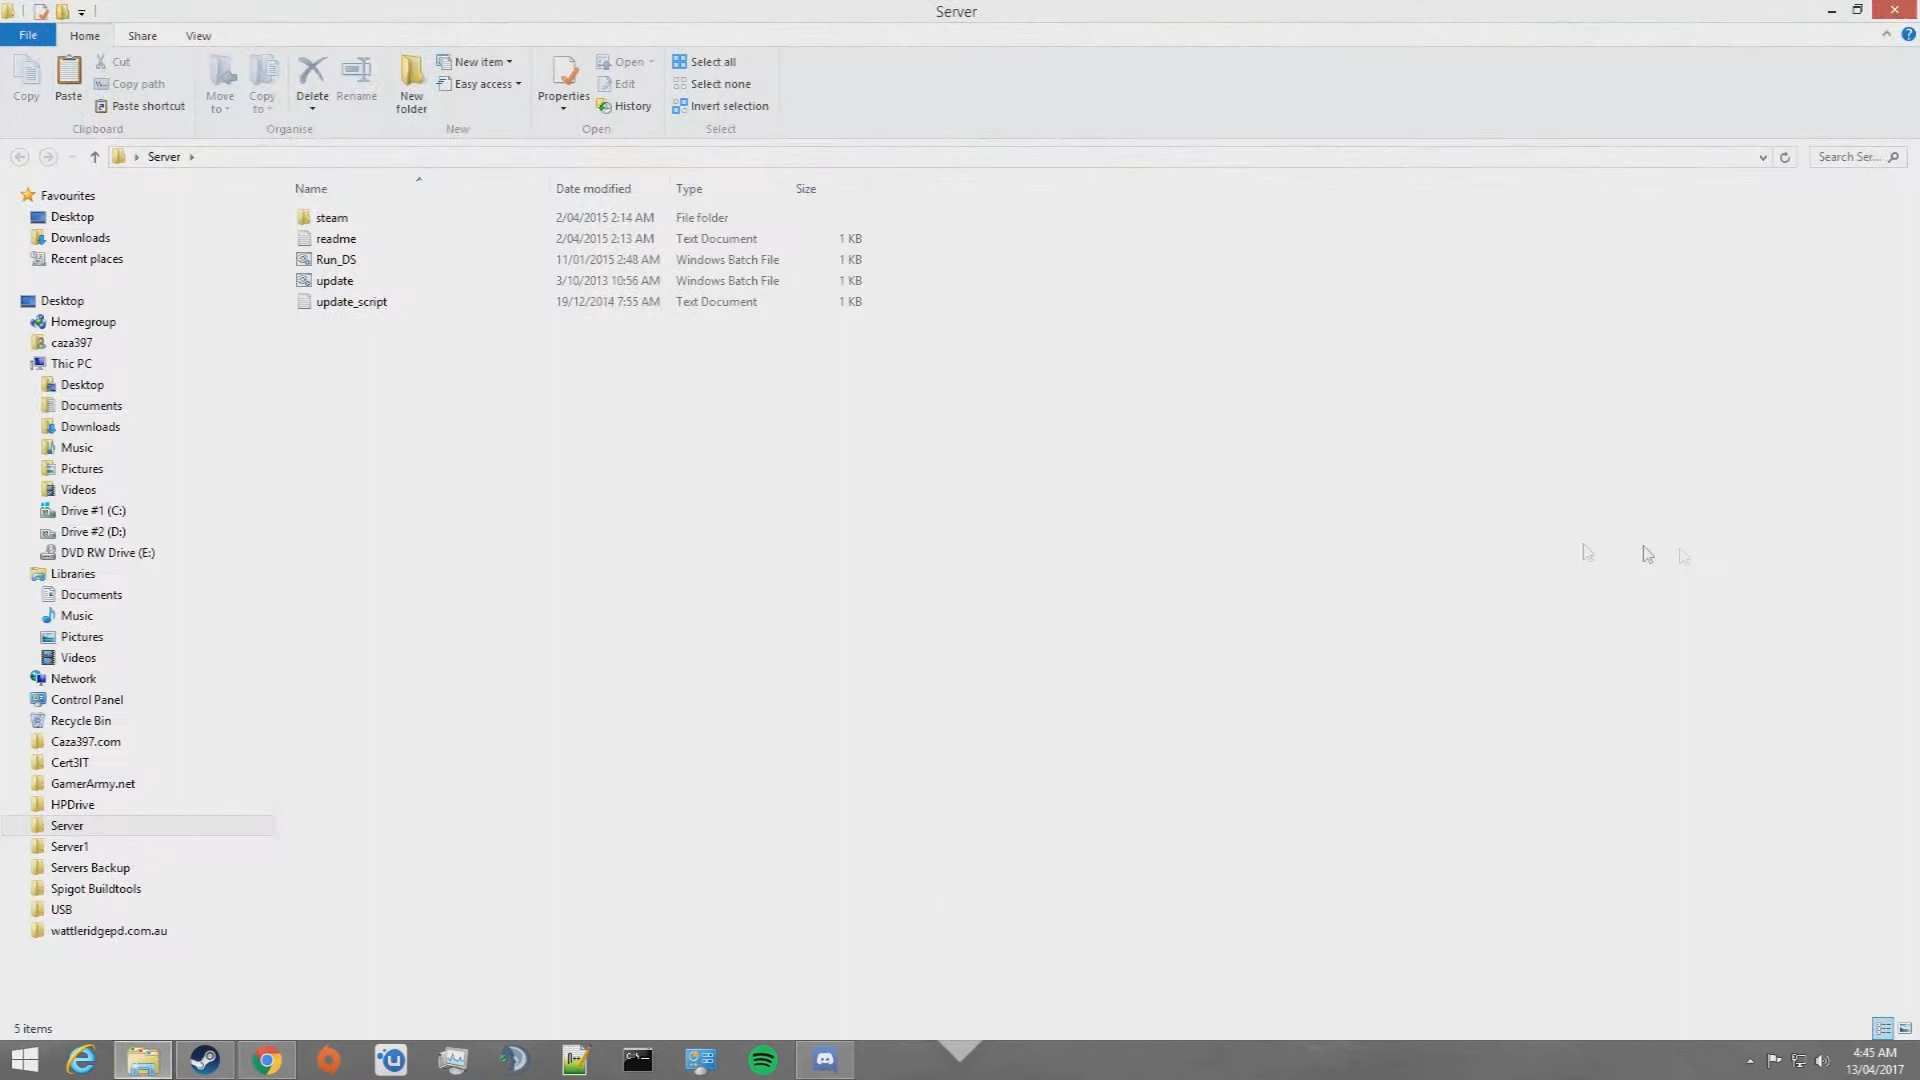 Server
File Home Share View
Copy
Paste
Cut
Copy path
Paste shortcut
Clipboard
Move to
Copy to
Delete
Rename
Organise
New folder
New item
Easy access
New
Properties
Open
Edit
History
Open
Select all
Select none
Invert selection
Select
Server
Search Ser...
Name Date modified Type Size
steam 2/04/2015 2:14 AM File folder
readme 2/04/2015 2:13 AM Text Document 1 KB
Run_DS 11/01/2015 2:48 AM Windows Batch File 1 KB
update 3/10/2013 10:56 AM Windows Batch File 1 KB
update_script 19/12/2014 7:55 AM Text Document 1 KB
Favourites
Desktop
Downloads
Recent places
Desktop
Homegroup
caza397
Thic PC
Desktop
Documents
Downloads
Music
Pictures
Videos
Drive #1 (C:)
Drive #2 (D:)
DVD RW Drive (E:)
Libraries
Documents
Music
Pictures
Videos
Network
Control Panel
Recycle Bin
Caza397.com
Cert3IT
GamerArmy.net
HPDrive
Server
Server1
Servers Backup
Spigot Buildtools
USB
wattleridgepd.com.au
5 items
4:45 AM
13/04/2017